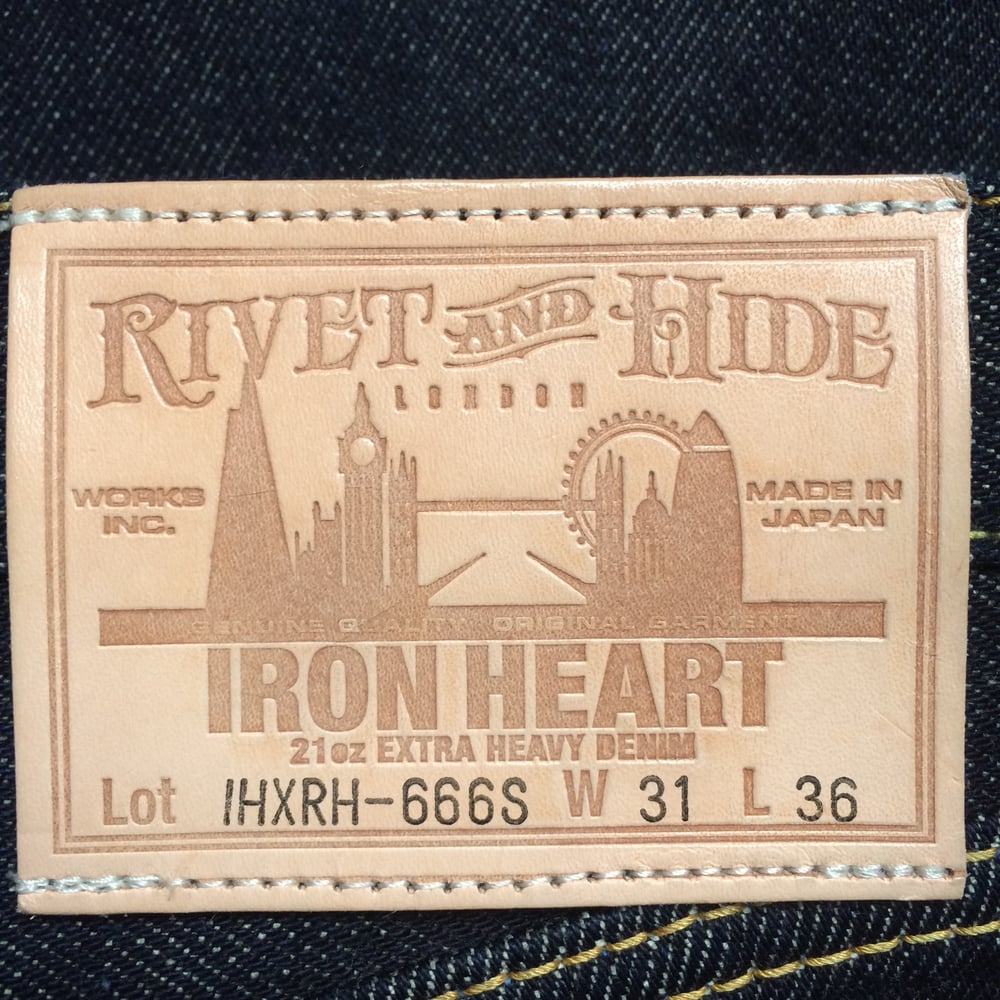 RIVET AND HIDE
LONDON
WORKS INC.
MADE IN JAPAN
GENUINE QUALITY ORIGINAL GARMENT
IRON HEART
21oz EXTRA HEAVY DENIM
Lot IHXRH-666S W 31 L 36